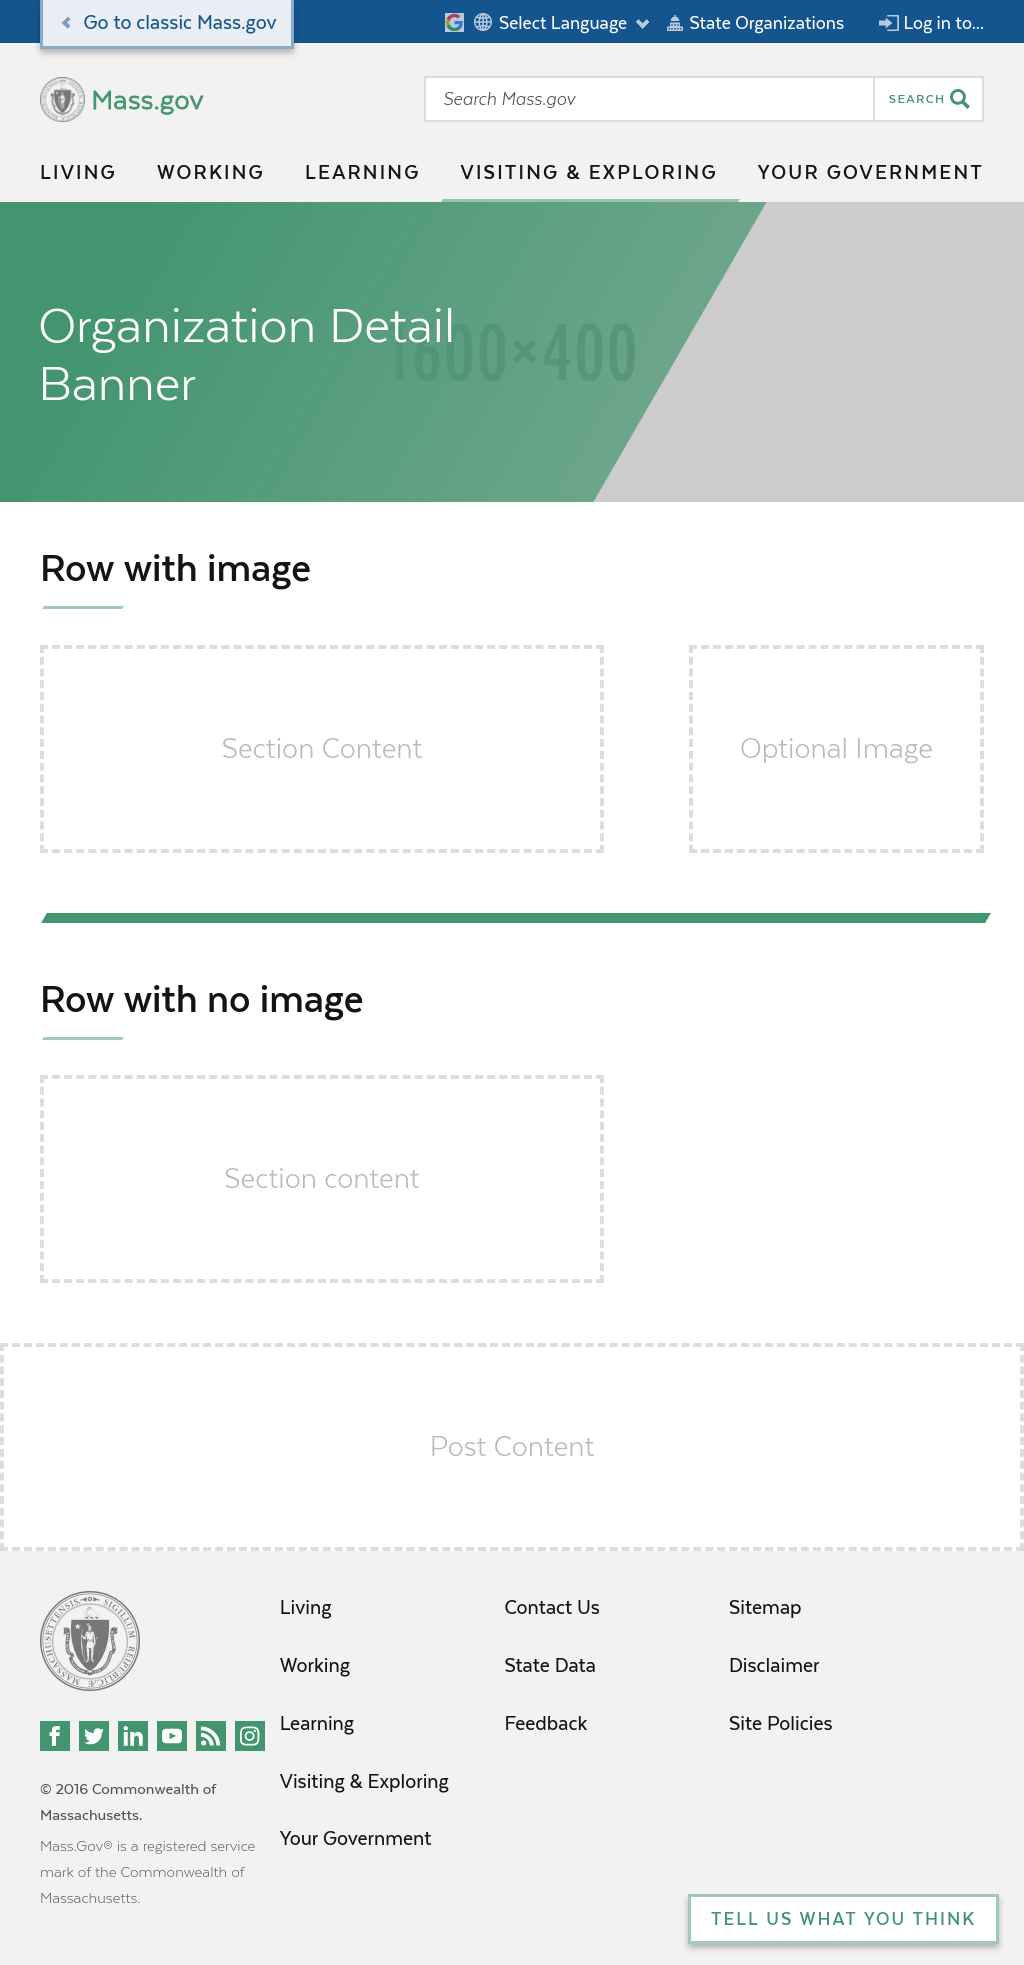 Go to classic Mass.gov
Select Language
State Organizations
Log in to...
Mass.gov
Search Mass.gov
SEARCH
LIVING
WORKING
LEARNING
VISITING & EXPLORING
YOUR GOVERNMENT
Organization Detail
Banner
1600×400
Row with image
Section Content
Optional Image
Row with no image
Section content
Post Content
Living
Contact Us
Sitemap
Working
State Data
Disclaimer
Learning
Feedback
Site Policies
Visiting & Exploring
Your Government
© 2016 Commonwealth of
Massachusetts.
Mass.Gov® is a registered service
mark of the Commonwealth of
Massachusetts.
TELL US WHAT YOU THINK